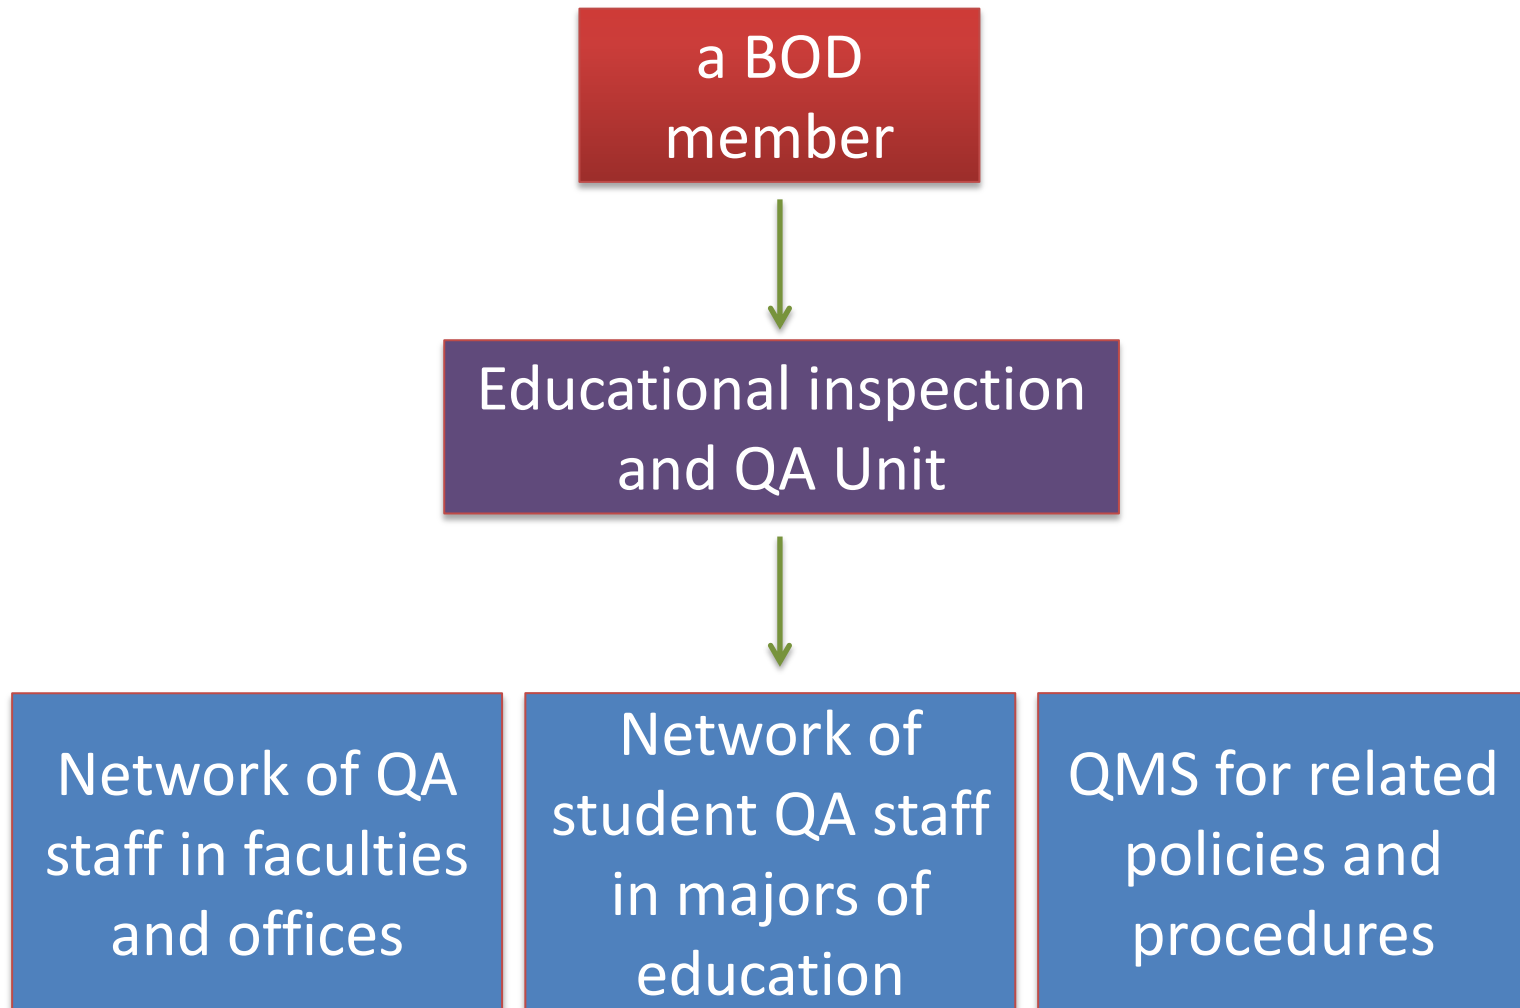 a BOD
member
Educational inspection
and QA Unit
Network of QA
staff in faculties
and offices
Network of
student QA staff
in majors of
education
QMS for related
policies and
procedures